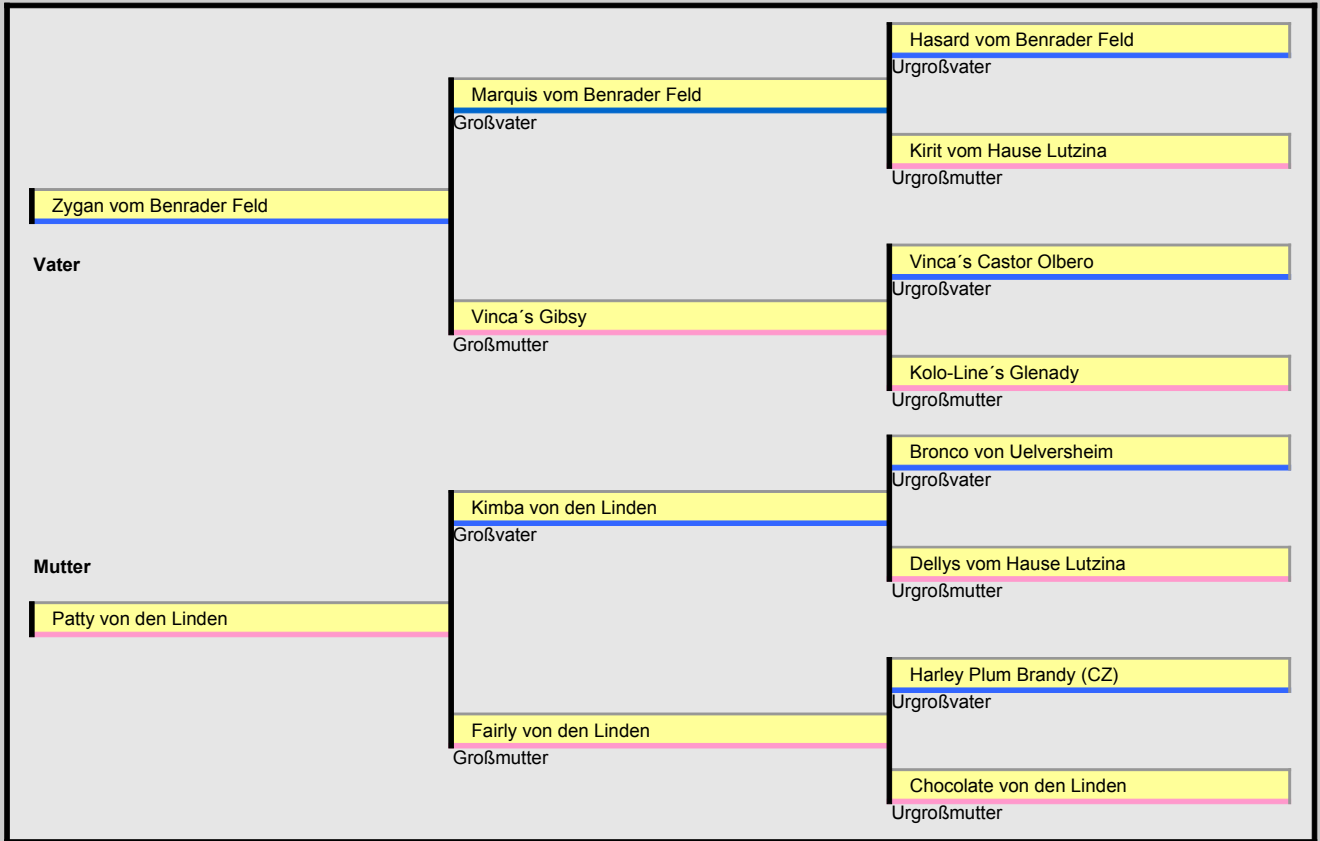 Hasard vom Benrader Feld
Urgroßvater
Marquis vom Benrader Feld
Großvater
Kirit vom Hause Lutzina
Urgroßmutter
Zygan vom Benrader Feld
Vater
Vinca´s Castor Olbero
Urgroßvater
Vinca´s Gibsy
Großmutter
Kolo-Line´s Glenady
Urgroßmutter
Bronco von Uelversheim
Urgroßvater
Kimba von den Linden
Großvater
Dellys vom Hause Lutzina
Urgroßmutter
Mutter
Patty von den Linden
Harley Plum Brandy (CZ)
Urgroßvater
Fairly von den Linden
Großmutter
Chocolate von den Linden
Urgroßmutter